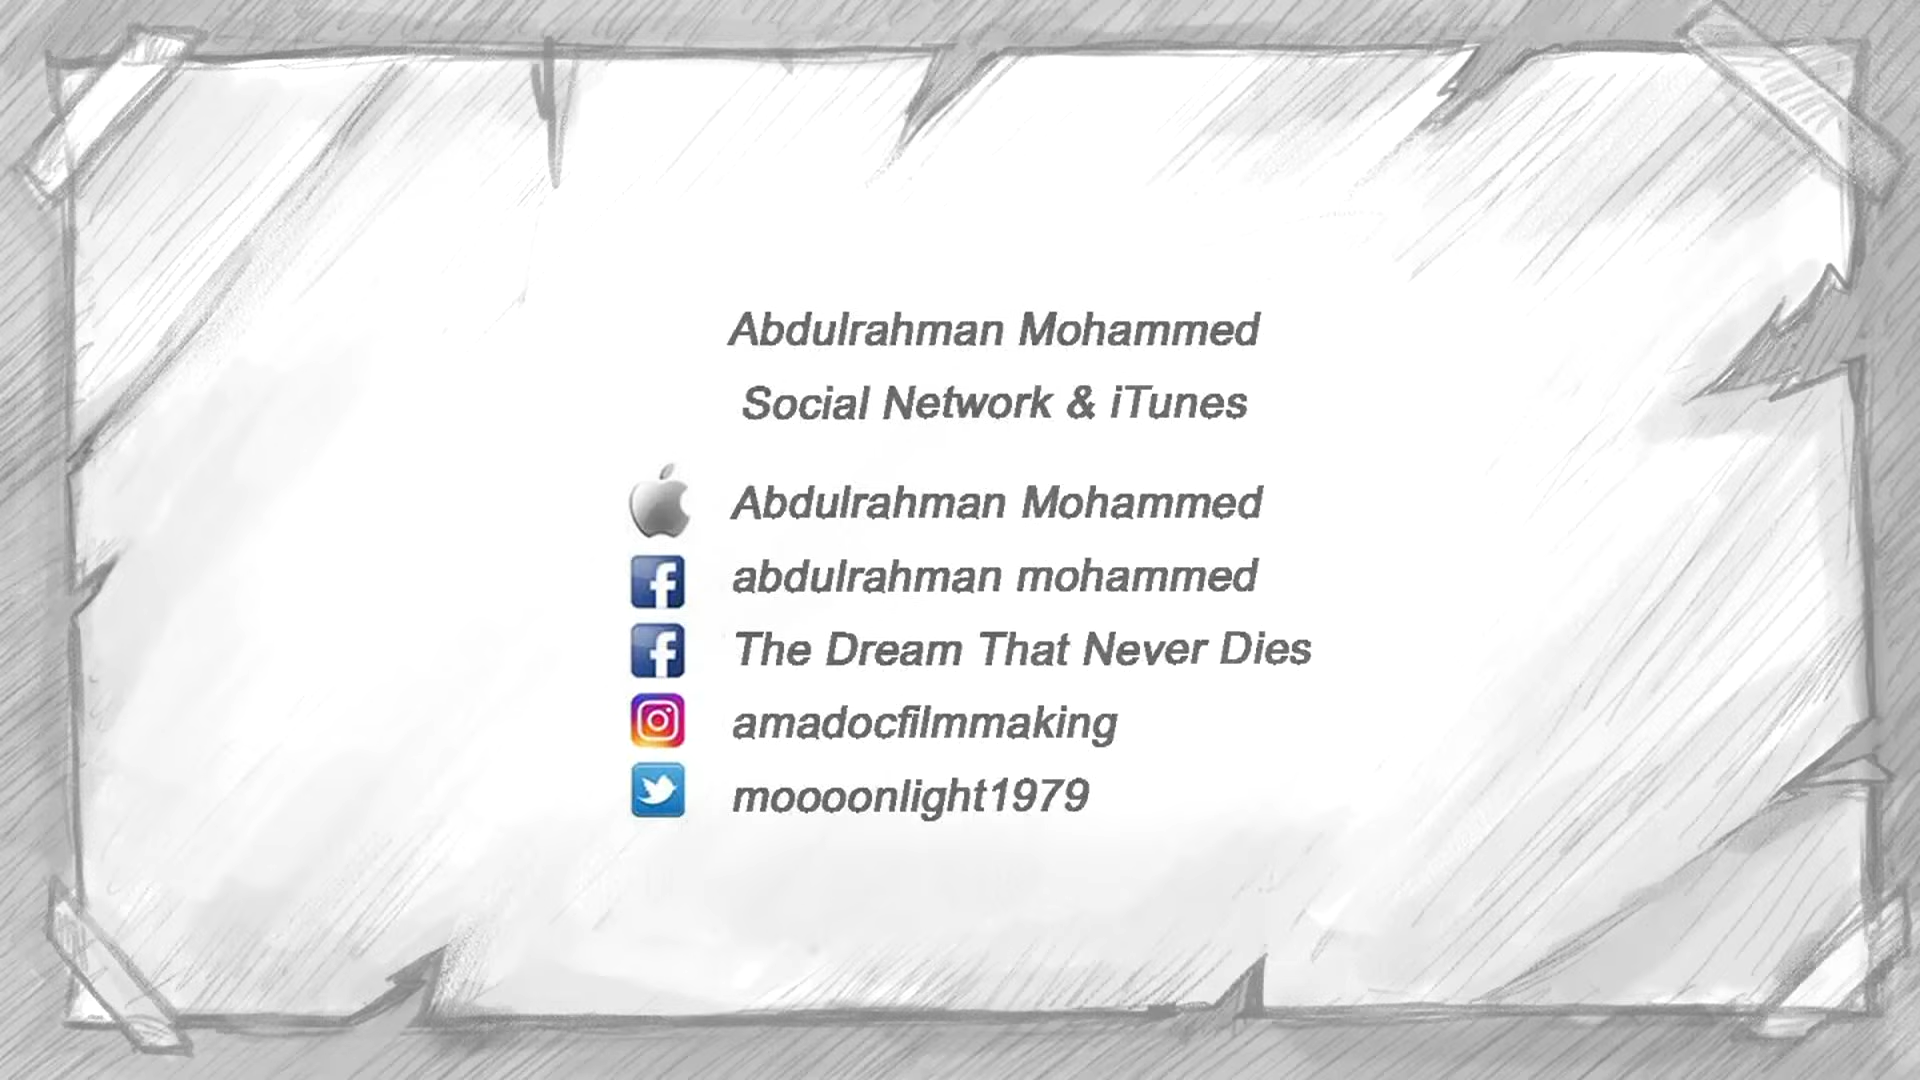 Abdulrahman Mohammed
Social Network & iTunes
Abdulrahman Mohammed
abdulrahman mohammed
The Dream That Never Dies
amadocfilmmaking
moooonlight1979